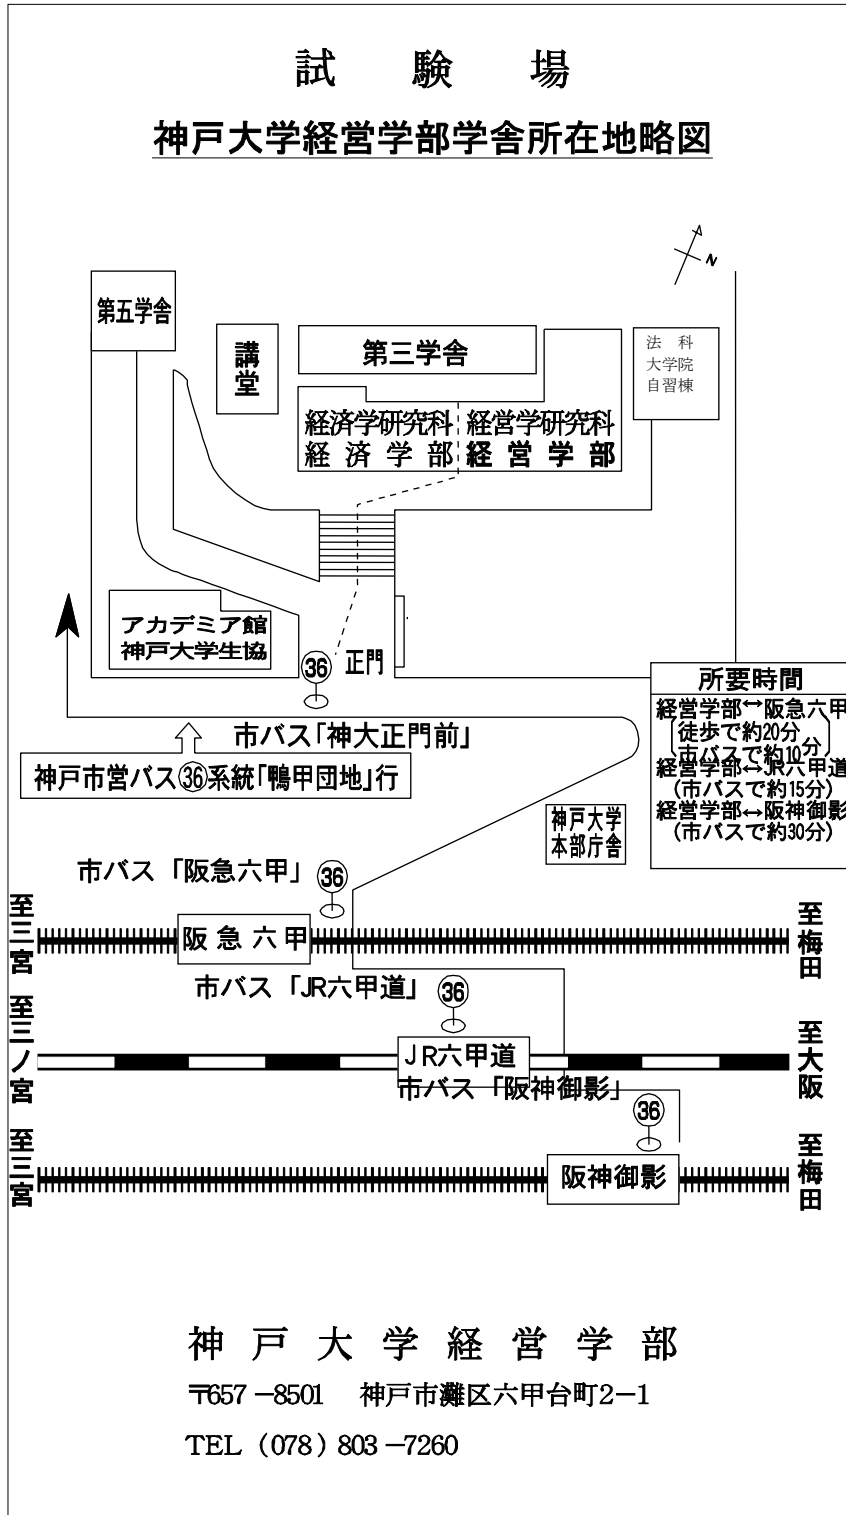 試験場
神戸大学経営学部学舎所在地略図
N
第五学舎
講堂
第三学舎
法科
大学院
自習棟
経済学研究科
経済学部
経営学研究科
経営学部
アカデミア館
神戸大学生協
36
正門
市バス「神大正門前」
神戸市営バス㊱系統「鴨甲団地」行
所要時間
経営学部↔阪急六甲
徒歩で約20分
市バスで約10分
経営学部↔JR六甲道
(市バスで約15分)
経営学部↔阪神御影
(市バスで約30分)
神戸大学
本部庁舎
市バス「阪急六甲」
36
至三宮
阪急六甲
至梅田
市バス「JR六甲道」
36
至三ノ宮
JR六甲道
至大阪
市バス「阪神御影」
36
至三宮
阪神御影
至梅田
神戸大学経営学部
〒657−8501 神戸市灘区六甲台町2−1
TEL (078) 803−7260